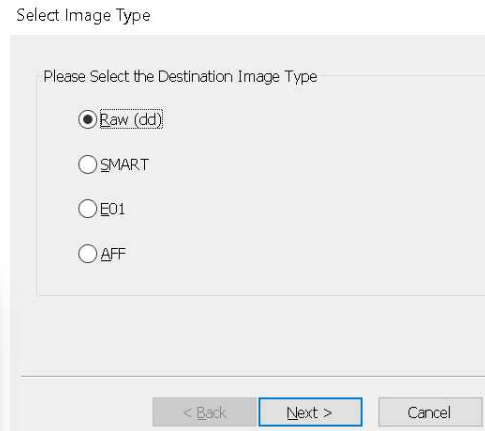 Select Image Type
Please Select the Destination Image Type
Raw (dd)
SMART
E01
AFF
< Back Next > Cancel